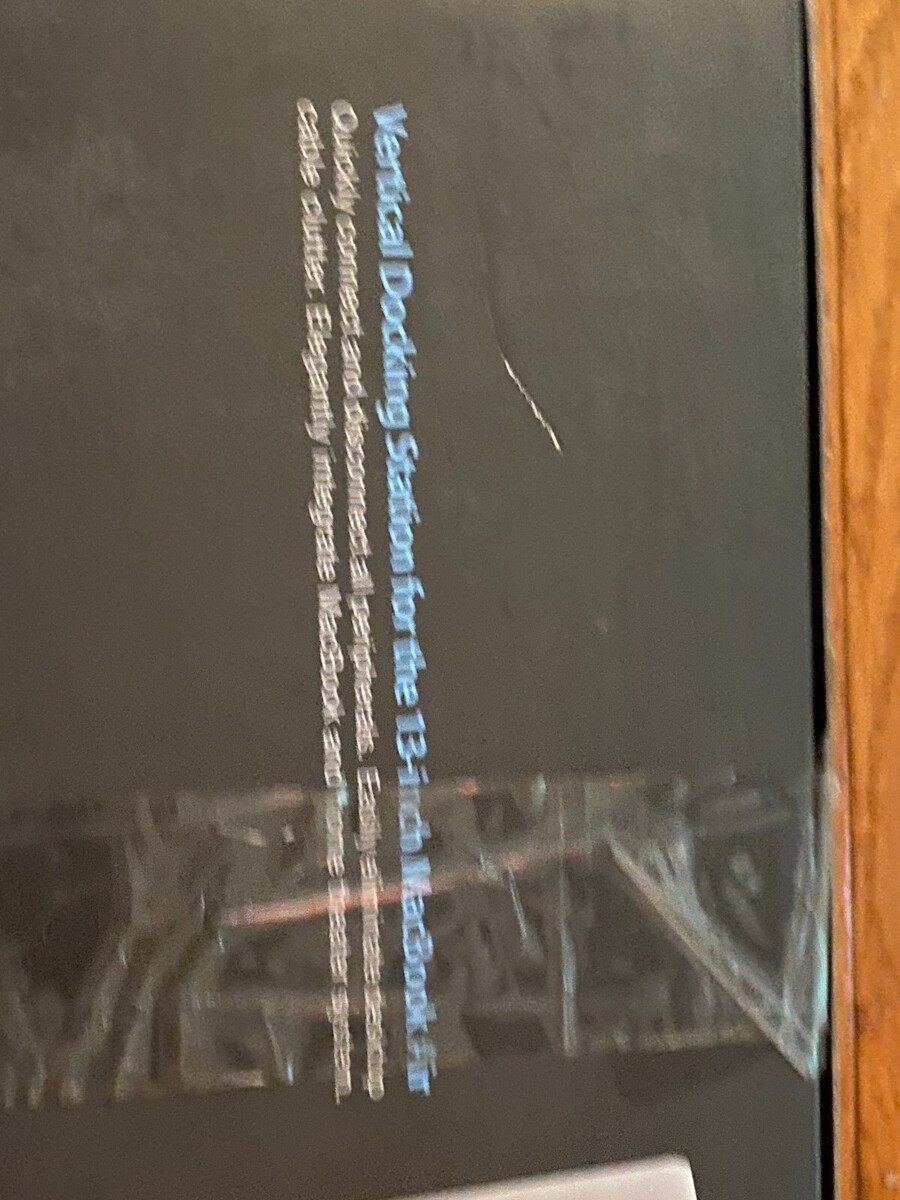 Vertical Docking Station for the 13-inch MacBook Air
Quickly connect and disconnect all peripherals. Easily
cable clutter. Elegantly integrate MacBook and